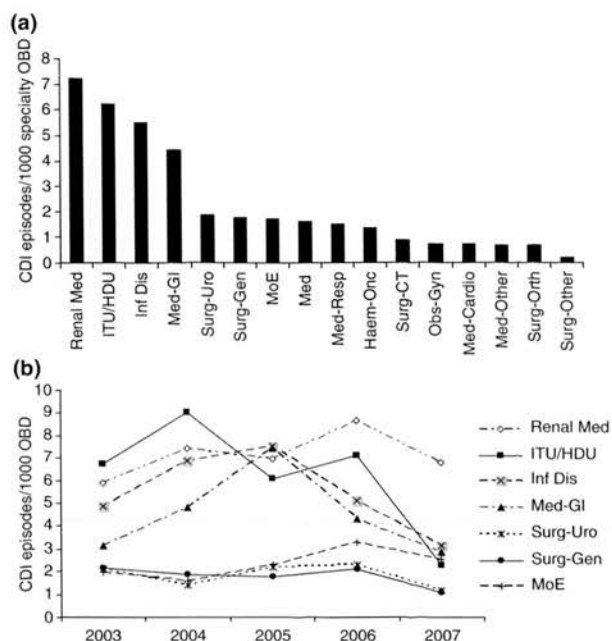 (a)
CDI episodes/1000 specialty OBD
8
7
6
5
4
3
2
1
0
Renal Med
ITU/HDU
Inf Dis
Med-GI
Surg-Uro
Surg-Gen
MoE
Med
Med-Resp
Haem-Onc
Surg-CT
Obs-Gyn
Med-Cardio
Med-Other
Surg-Orth
Surg-Other
(b)
CDI episodes/1000 OBD
10
9
8
7
6
5
4
3
2
1
0
2003 2004 2005 2006 2007
Renal Med
ITU/HDU
Inf Dis
Med-GI
Surg-Uro
Surg-Gen
MoE